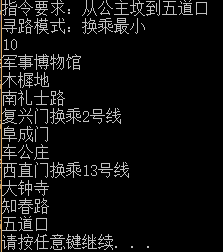 指令要求：从公主坟到五道口
寻路模式：换乘最小
10
军事博物馆
木樨地
南礼士路
复兴门换乘2号线
阜成门
车公庄
西直门换乘13号线
大钟寺
知春路
五道口
请按任意键继续. . .